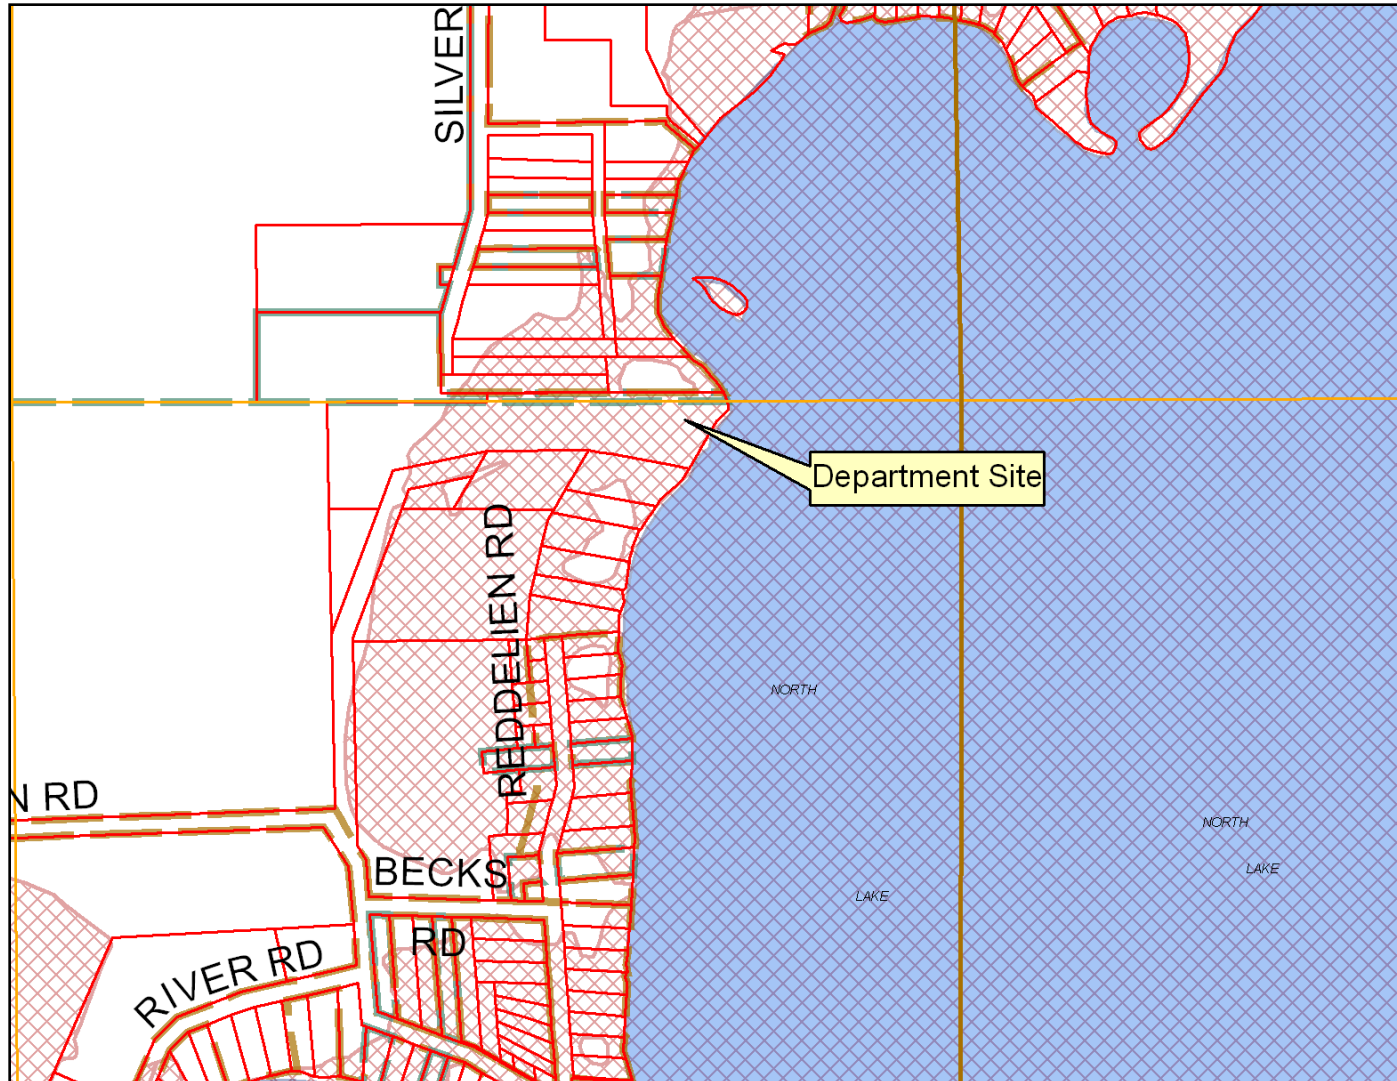 SILVER
Department Site
REDDELIEN RD
NORTH
N RD
NORTH
BECKS
LAKE
LAKE
RD
RIVER RD